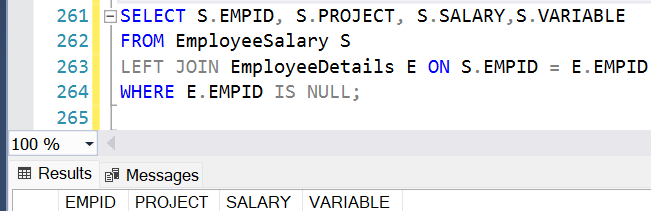 261 SELECT S.EMPID, S.PROJECT, S.SALARY,S.VARIABLE
262 FROM EmployeeSalary S
263 LEFT JOIN EmployeeDetails E ON S.EMPID = E.EMPID
264 WHERE E.EMPID IS NULL;
265
100 %
Results Messages
EMPID PROJECT SALARY VARIABLE